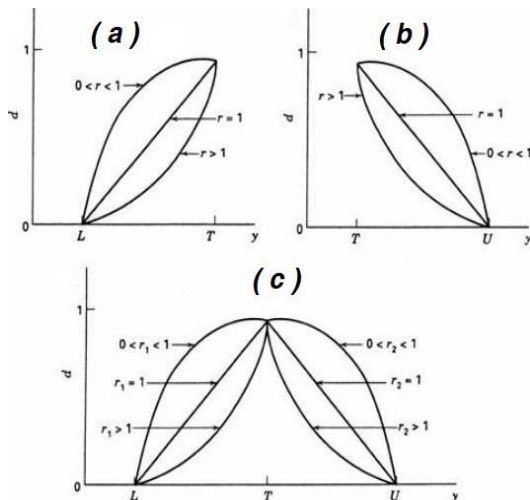 ( a )
1
0 < r < 1
r = 1
r > 1
d
0
L
T
y
( b )
1
r > 1
r = 1
0 < r < 1
d
0
T
U
y
( c )
1
0 < r₁ < 1
0 < r₂ < 1
r₁ = 1
r₂ = 1
r₁ > 1
r₂ > 1
d
0
L
T
U
y